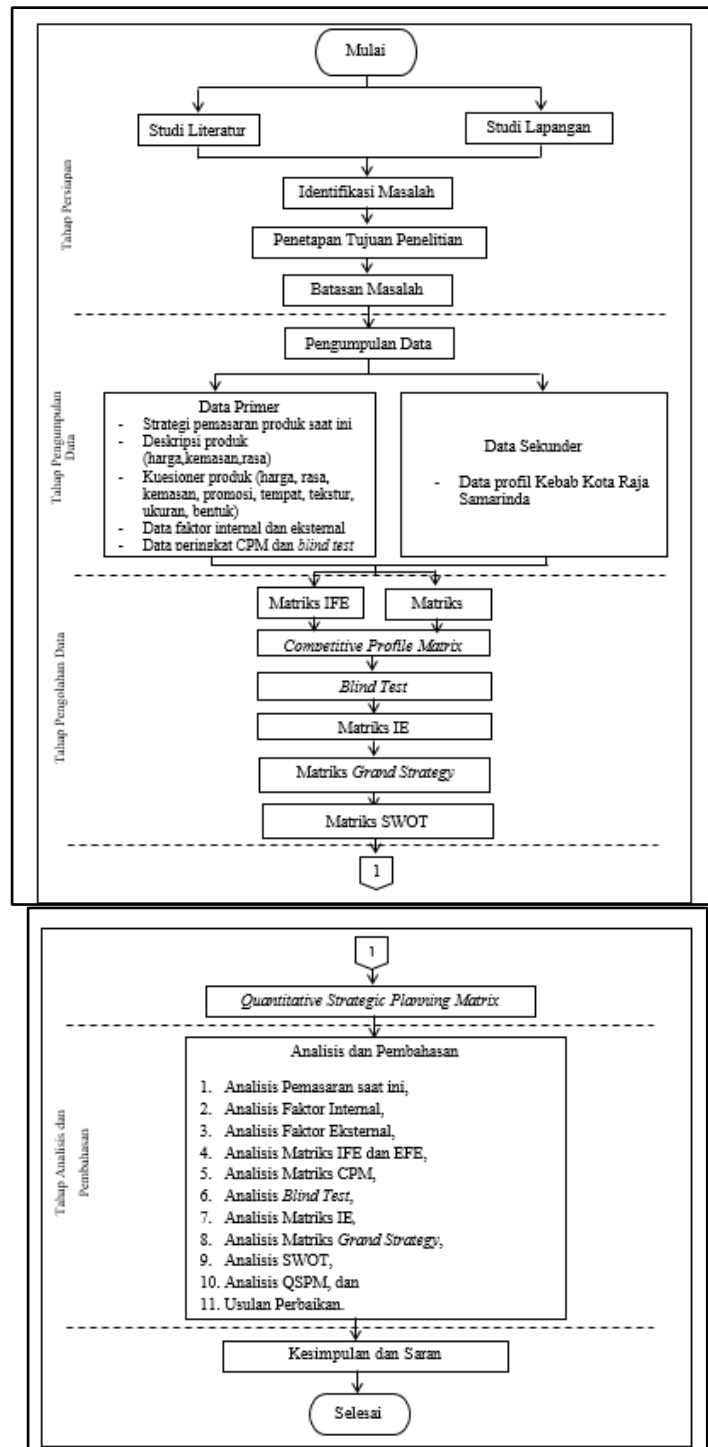 Mulai
Studi Literatur
Studi Lapangan
Identifikasi Masalah
Penetapan Tujuan Penelitian
Batasan Masalah
Tahap Persiapan
Pengumpulan Data
Data Primer
- Strategi pemasaran produk saat ini
- Deskripsi produk
(harga,kemasan,rasa)
- Kuesioner produk (harga, rasa,
kemasan, promosi, tempat, tekstur,
ukuran, bentuk)
- Data faktor internal dan eksternal
- Data peringkat CPM dan blind test
Data Sekunder
- Data profil Kebab Kota Raja
Samarinda
Tahap Pengumpulan
Data
Matriks IFE
Matriks
Competitive Profile Matrix
Blind Test
Matriks IE
Matriks Grand Strategy
Matriks SWOT
Tahap Pengolahan Data
1
1
Quantitative Strategic Planning Matrix
Analisis dan Pembahasan
1. Analisis Pemasaran saat ini,
2. Analisis Faktor Internal,
3. Analisis Faktor Eksternal,
4. Analisis Matriks IFE dan EFE,
5. Analisis Matriks CPM,
6. Analisis Blind Test,
7. Analisis Matriks IE,
8. Analisis Matriks Grand Strategy,
9. Analisis SWOT,
10. Analisis QSPM, dan
11. Usulan Perbaikan.
Tahap Analisis dan
Pembahasan
Kesimpulan dan Saran
Selesai